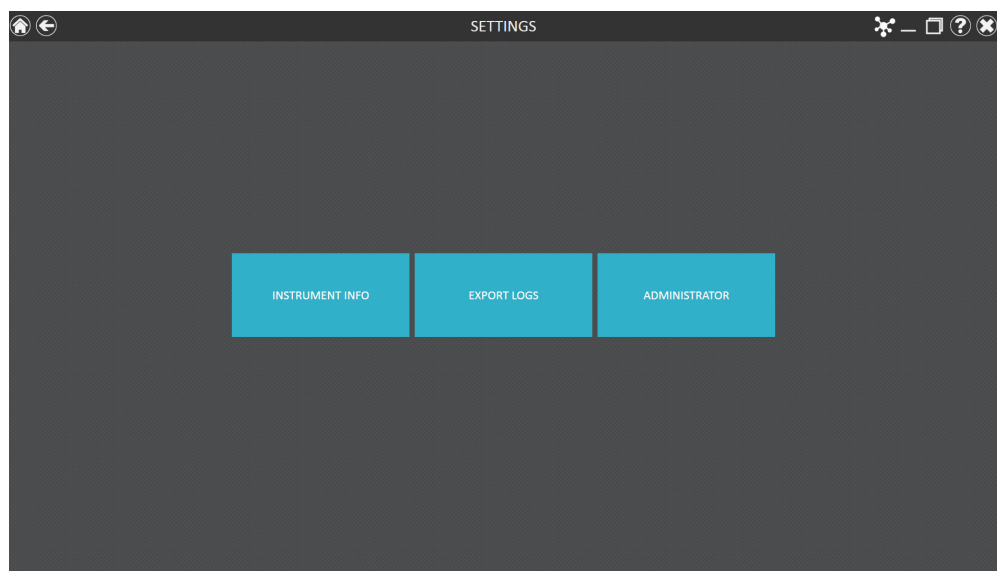 SETTINGS
INSTRUMENT INFO
EXPORT LOGS
ADMINISTRATOR